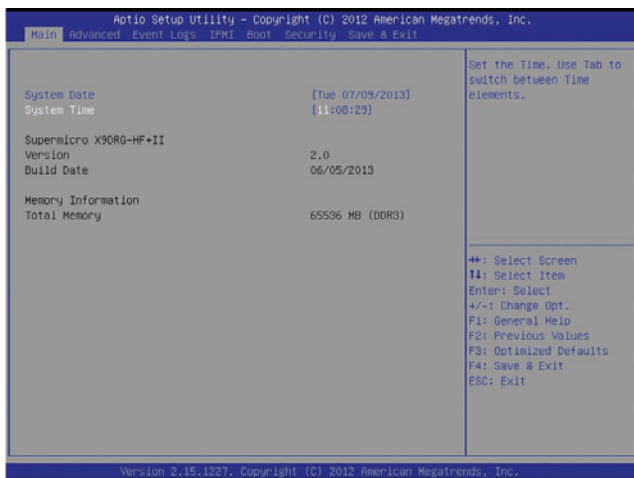 Aptio Setup Utility – Copyright (C) 2012 American Megatrends, Inc.
Main Advanced Event Logs IPMI Boot Security Save & Exit
Set the Time. Use Tab to
switch between Time
elements.
System Date [Tue 07/09/2013]
System Time [11:08:29]
Supermicro X9DRG-HF+II
Version 2.0
Build Date 06/05/2013
Memory Information
Total Memory 65536 MB (DDR3)
→←: Select Screen
↑↓: Select Item
Enter: Select
+/-: Change Opt.
F1: General Help
F2: Previous Values
F3: Optimized Defaults
F4: Save & Exit
ESC: Exit
Version 2.15.1227. Copyright (C) 2012 American Megatrends, Inc.